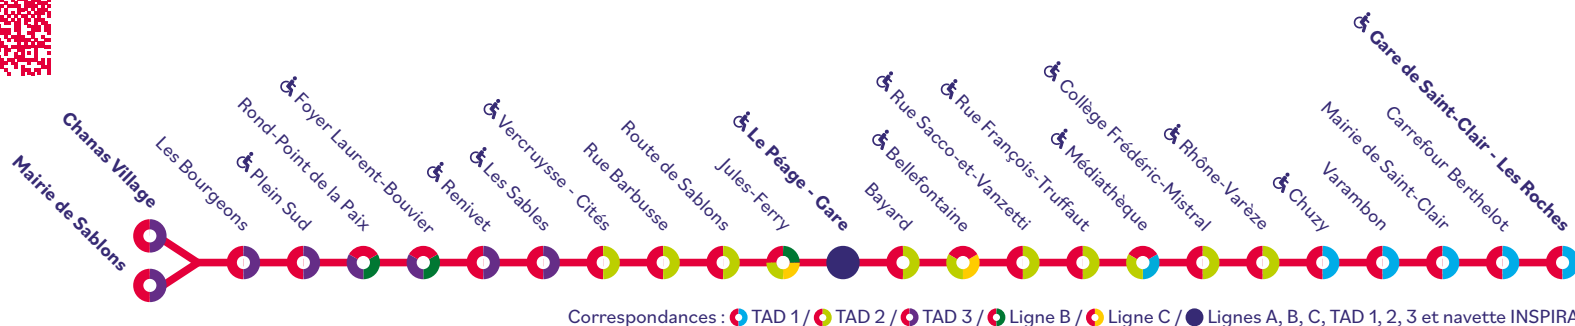 Chanas Village
Mairie de Sablons
Les Bourgeons
Plein Sud
Rond-Point de la Paix
Foyer Laurent-Bouvier
Renivet
Les Sables
Vercruysse - Cités
Rue Barbusse
Route de Sablons
Jules-Ferry
Le Péage - Gare
Bayard
Bellefontaine
Rue Sacco-et-Vanzetti
Rue François-Truffaut
Médiathèque
Collège Frédéric-Mistral
Rhône-Varèze
Chuzy
Varambon
Mairie de Saint-Clair
Carrefour Berthelot
Gare de Saint-Clair - Les Roches
Correspondances : TAD 1 / TAD 2 / TAD 3 / Ligne B / Ligne C / Lignes A, B, C, TAD 1, 2, 3 et navette INSPIRA